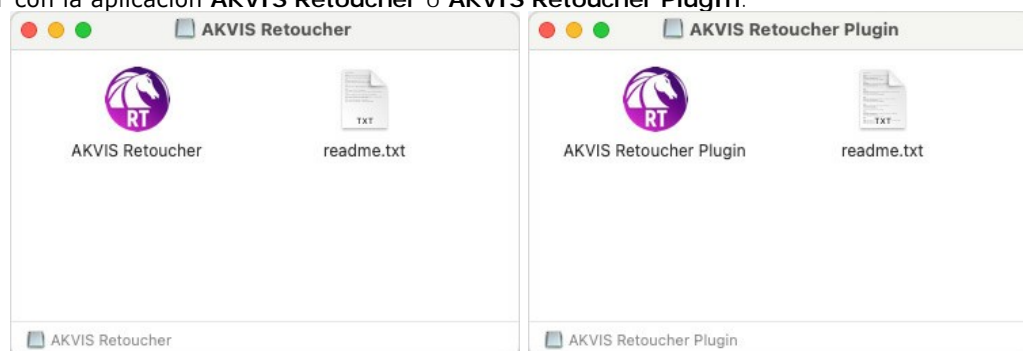 con la aplicación AKVIS Retoucher o AKVIS Retoucher Plugin.
AKVIS Retoucher
RT
TXT
AKVIS Retoucher
readme.txt
AKVIS Retoucher
AKVIS Retoucher Plugin
RT
TXT
AKVIS Retoucher Plugin
readme.txt
AKVIS Retoucher Plugin